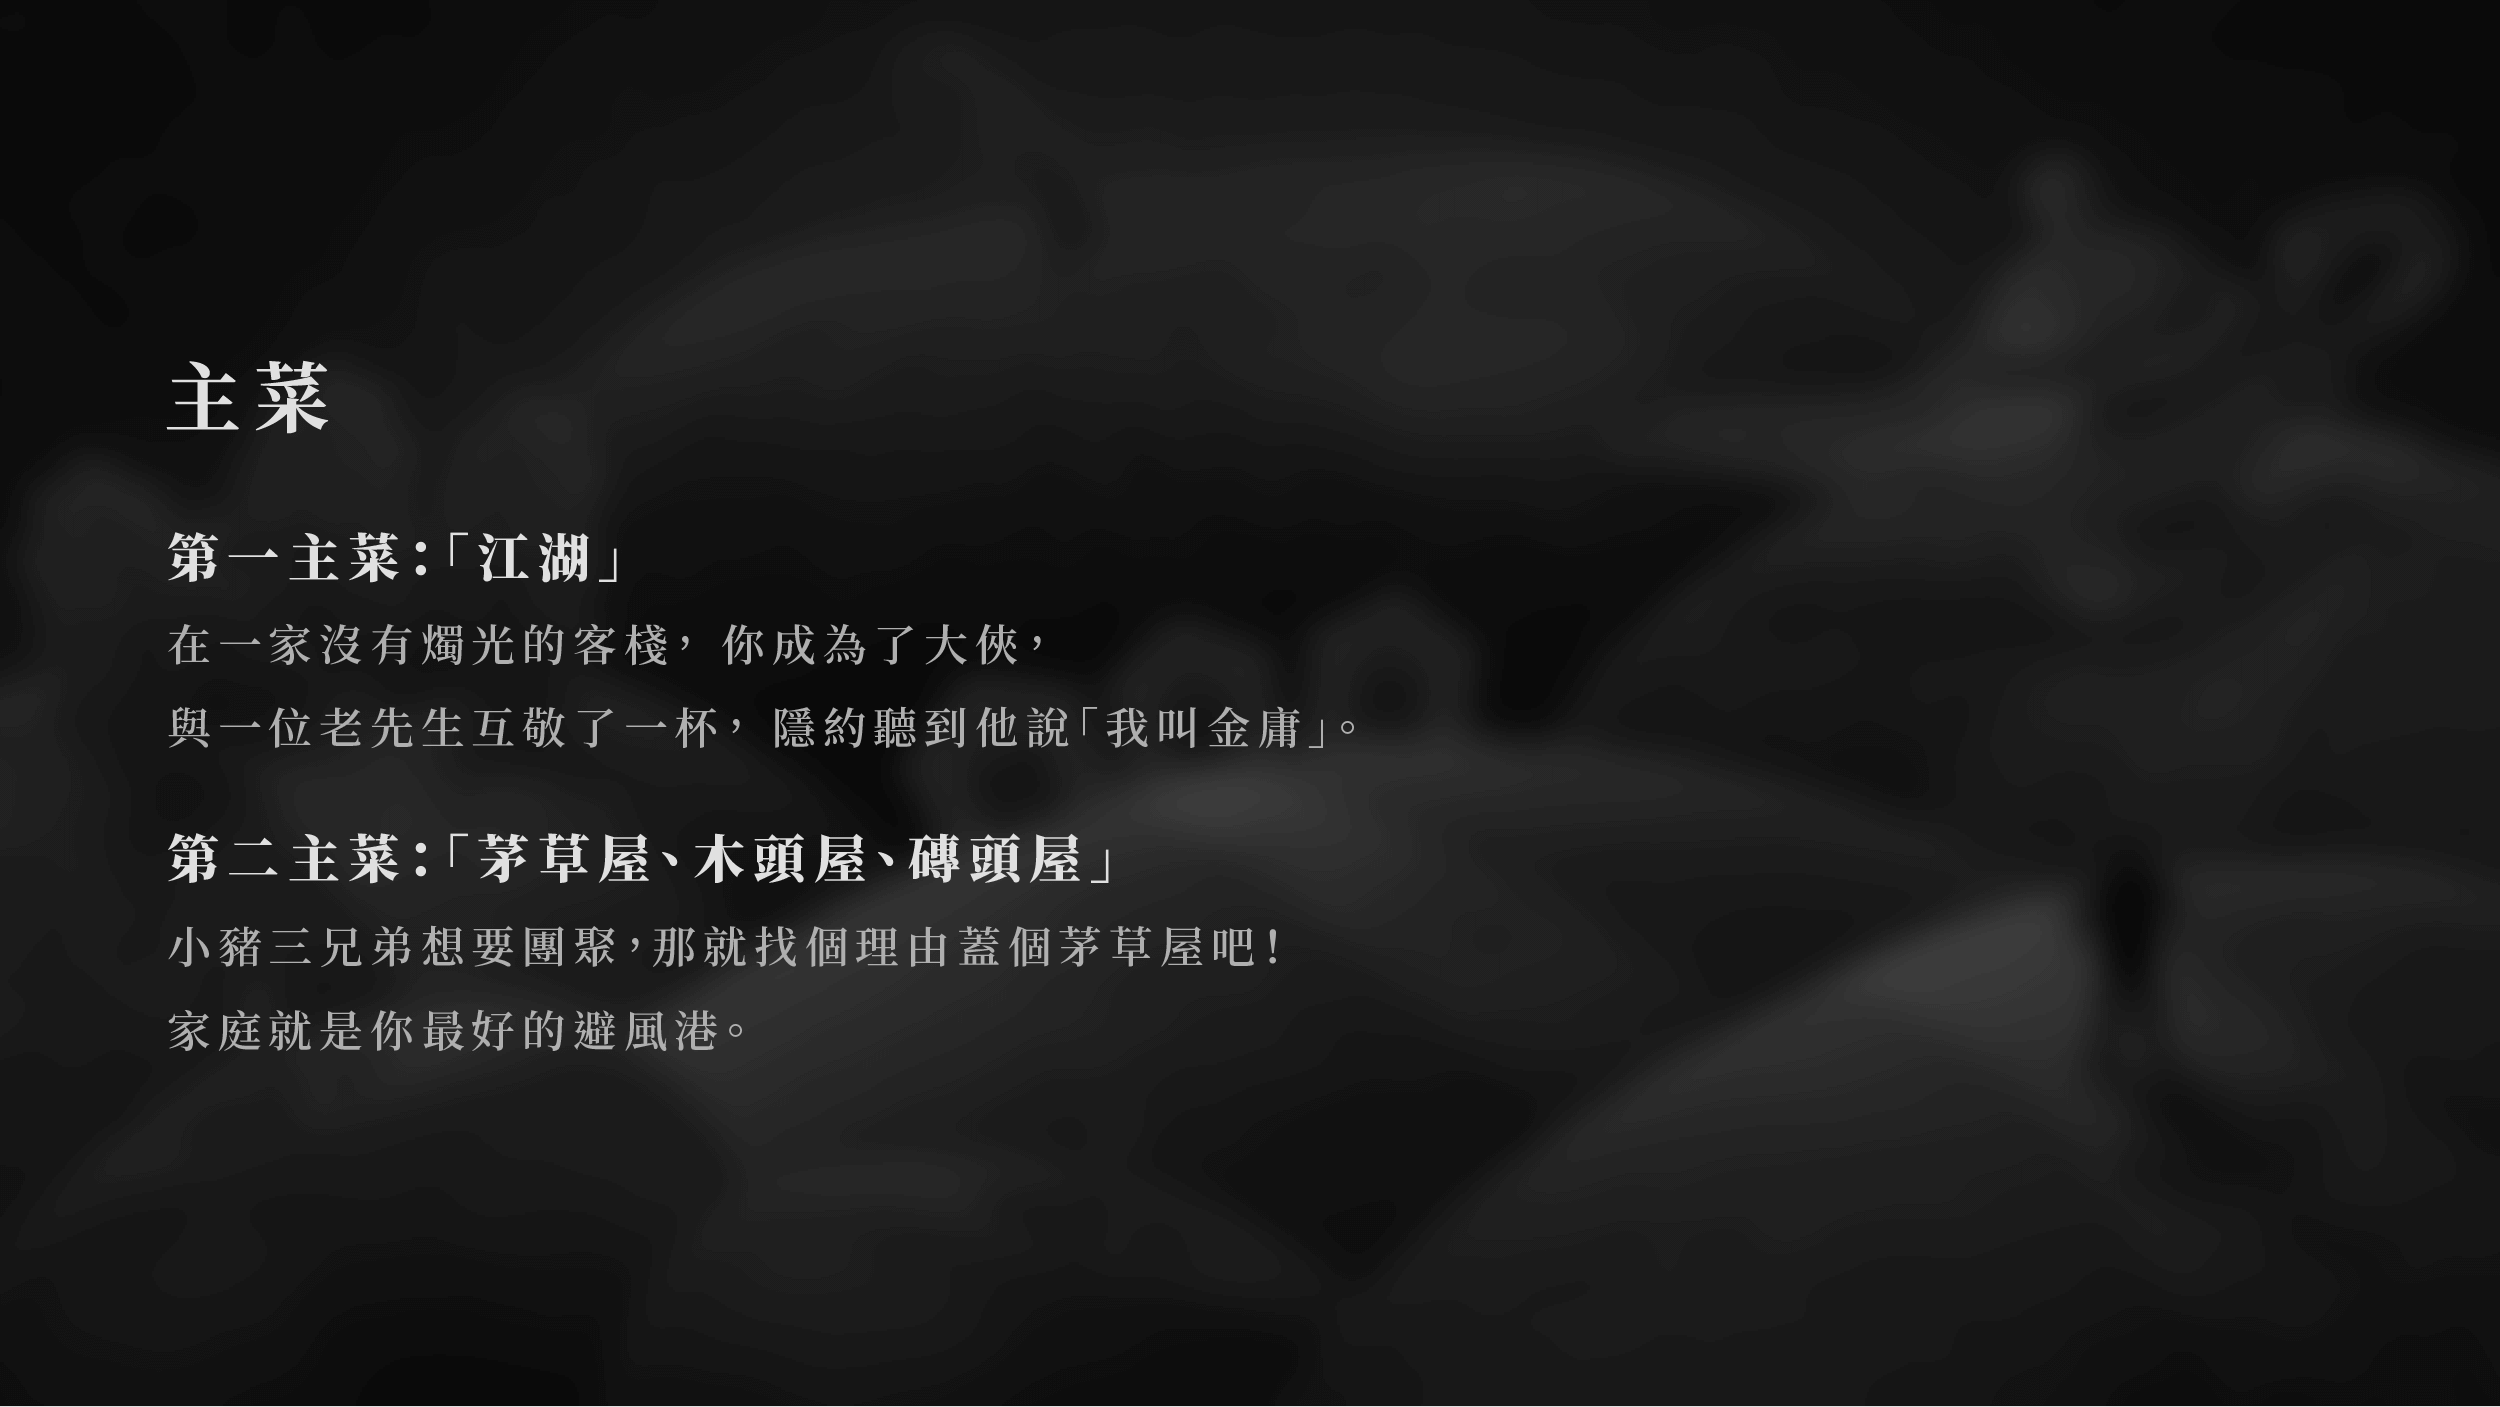 主菜
第一主菜：「江湖」
在一家沒有燭光的客棧，你成為了大俠，
與一位老先生互敬了一杯，隱約聽到他說「我叫金庸」。
第二主菜：「茅草屋、木頭屋、磚頭屋」
小豬三兄弟想要團聚，那就找個理由蓋個茅草屋吧！
家庭就是你最好的避風港。